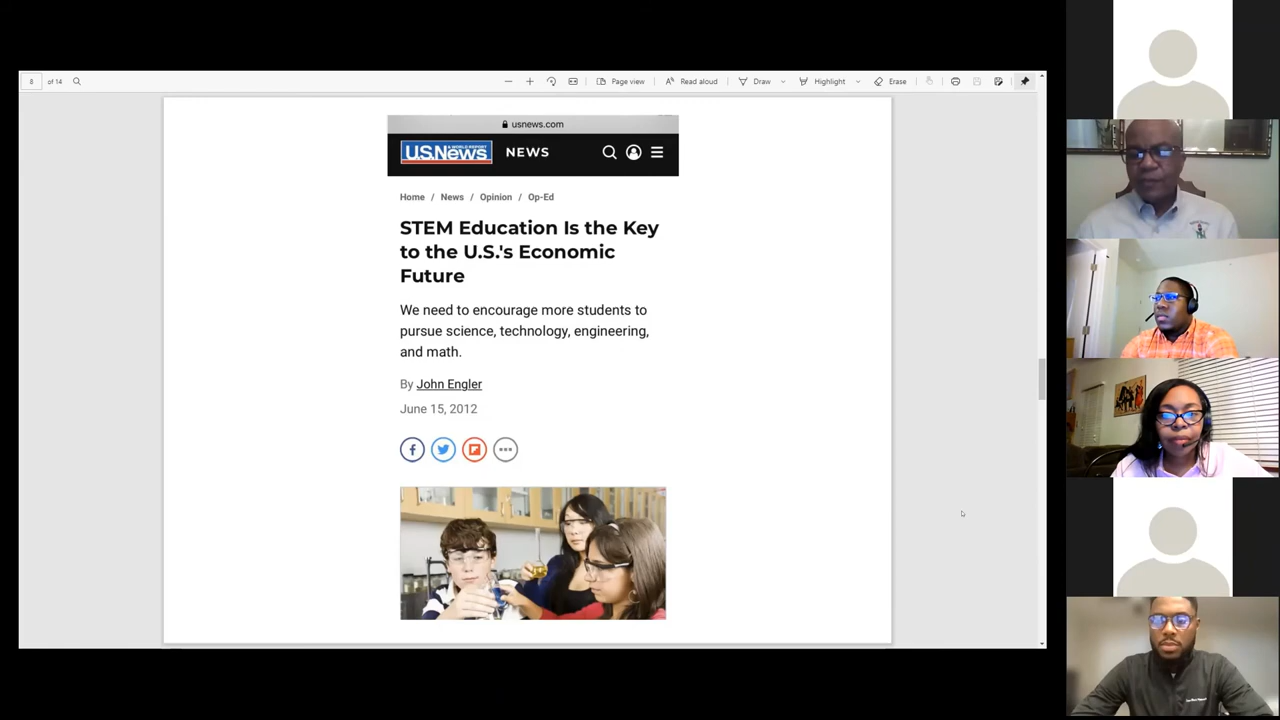 8 of 14
Page view
Read aloud
Draw
Highlight
Erase
usnews.com
U.S.News
NEWS
Home / News / Opinion / Op-Ed
STEM Education Is the Key
to the U.S.'s Economic
Future
We need to encourage more students to
pursue science, technology, engineering,
and math.
By John Engler
June 15, 2012